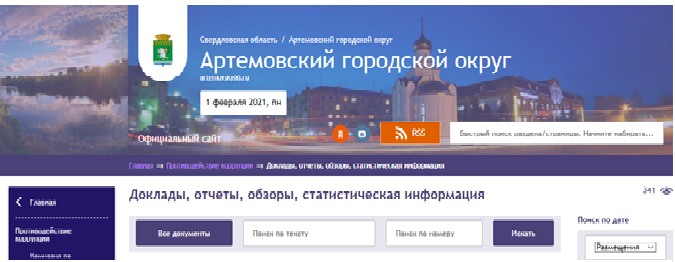 Свердловская область / Артемовский городской округ
Артемовский городской округ
1 февраля 2021, пн
Официальный сайт
RSS
Быстрый поиск раздела/страницы. Начните набирать...
Главная ⇒ Противодействие коррупции ⇒ Доклады, отчеты, обзоры, статистическая информация
Главная
Доклады, отчеты, обзоры, статистическая информация
341
Противодействие
коррупции
Все документы
Поиск по тексту
Поиск по номеру
Искать
Поиск по дате
Размещения
Комиссия по